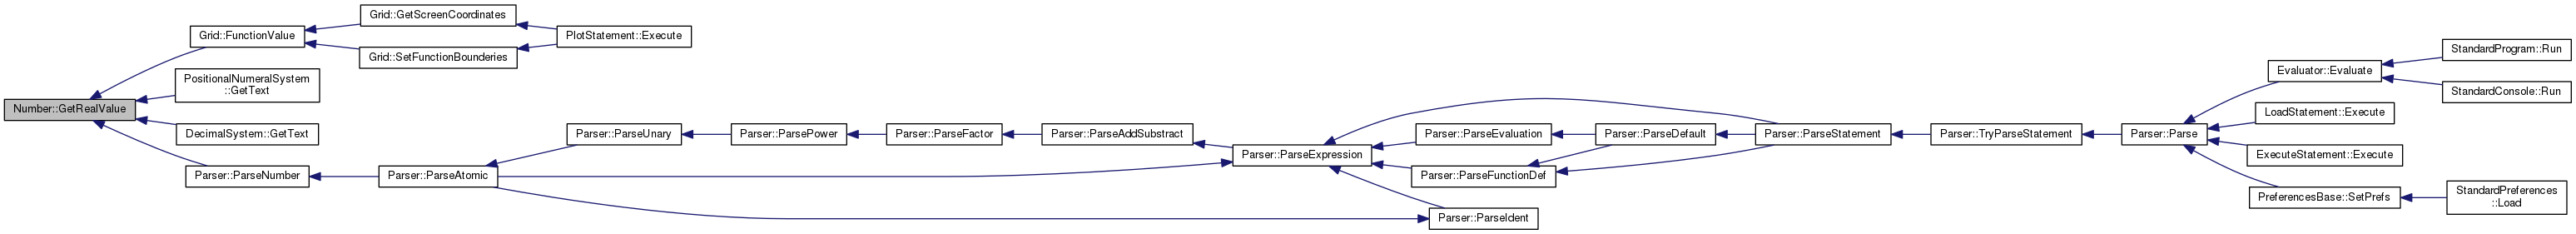 Number::GetRealValue
Grid::FunctionValue
Grid::GetScreenCoordinates
Grid::SetFunctionBounderies
PlotStatement::Execute
PositionalNumeralSystem
::GetText
DecimalSystem::GetText
Parser::ParseNumber
Parser::ParseAtomic
Parser::ParseUnary
Parser::ParsePower
Parser::ParseFactor
Parser::ParseAddSubstract
Parser::ParseExpression
Parser::ParseEvaluation
Parser::ParseFunctionDef
Parser::ParseIdent
Parser::ParseDefault
Parser::ParseStatement
Parser::TryParseStatement
Parser::Parse
Evaluator::Evaluate
StandardProgram::Run
StandardConsole::Run
LoadStatement::Execute
ExecuteStatement::Execute
PreferencesBase::SetPrefs
StandardPreferences
::Load